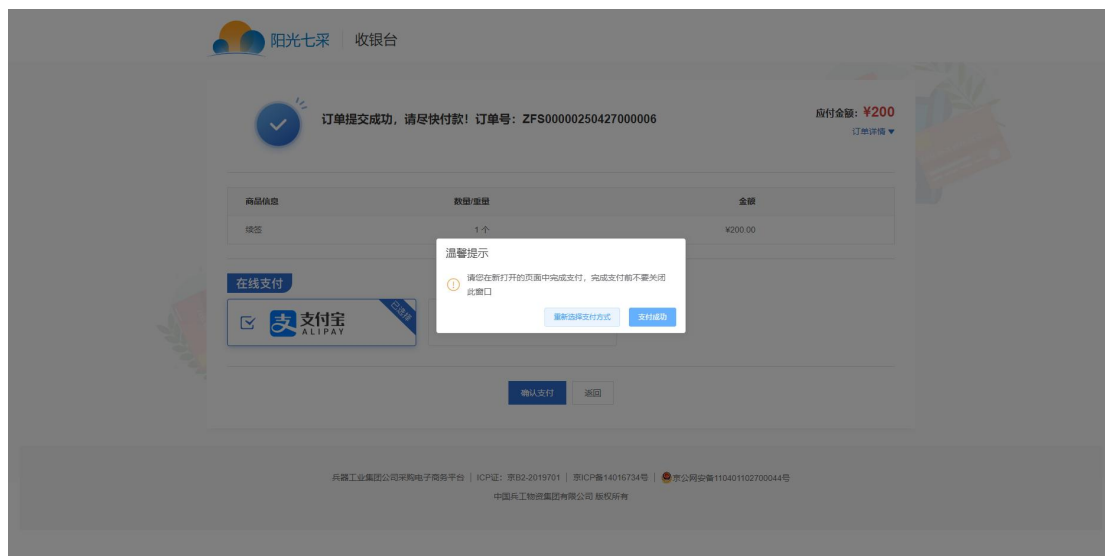 阳光七采 收银台
订单提交成功，请尽快付款！订单号：ZFS00000250427000006
应付金额：¥200
订单详情 ▼
商品信息 数量/重量 金额
续签 1 个 ¥200.00
温馨提示
请您在新打开的页面中完成支付，完成支付前不要关闭
此窗口
重新选择支付方式 支付成功
在线支付
支付宝
ALIPAY
已选择
确认支付 返回
兵器工业集团公司采购电子商务平台 | ICP证：京B2-2019701 | 京ICP备14016734号 | 京公网安备110401102700044号
中国兵工物资集团有限公司 版权所有